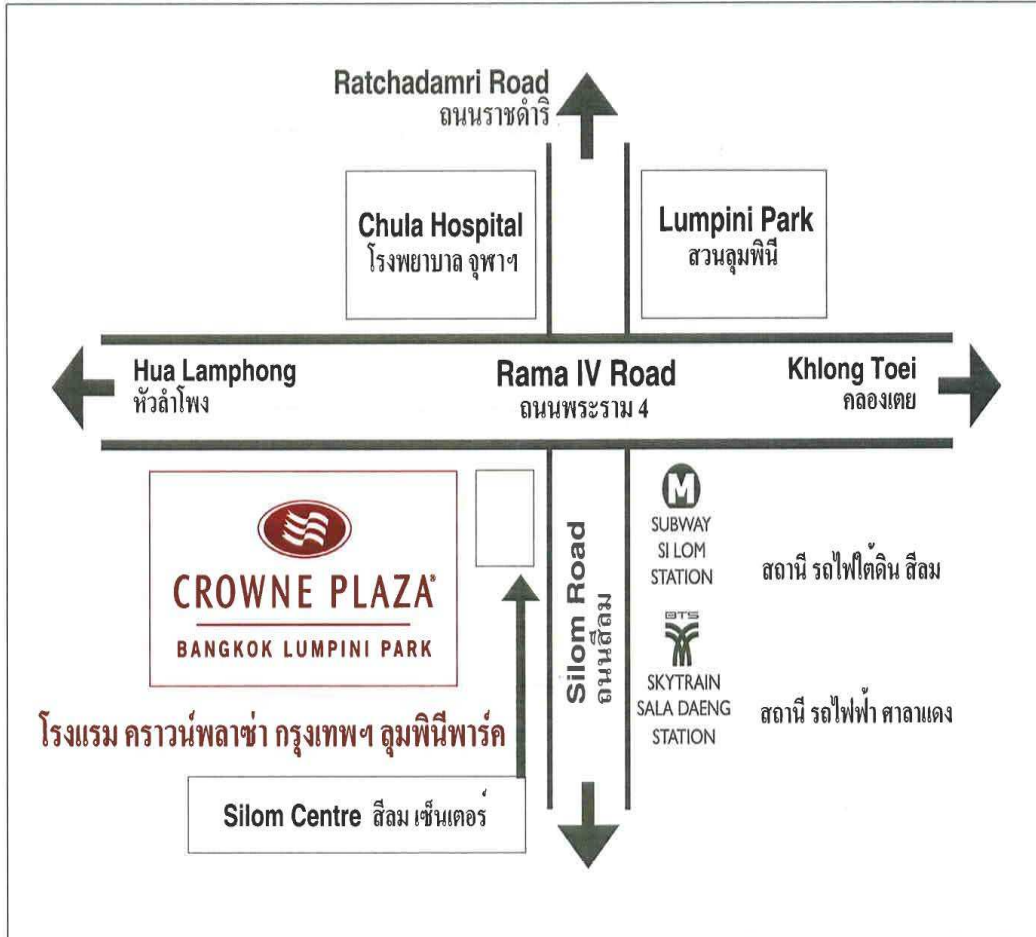 Ratchadamri Road
ถนนราชดำริ
Chula Hospital
โรงพยาบาล จุฬาฯ
Lumpini Park
สวนลุมพินี
Hua Lamphong
หัวลำโพง
Rama IV Road
ถนนพระราม 4
Khlong Toei
คลองเตย
CROWNE PLAZA®
BANGKOK LUMPINI PARK
โรงแรม คราวน์พลาซ่า กรุงเทพฯ ลุมพินีพาร์ค
Silom Centre สีลม เซ็นเตอร์
Silom Road
ถนนสีลม
M
SUBWAY
SI LOM
STATION
สถานี รถไฟใต้ดิน สีลม
BTS
SKYTRAIN
SALA DAENG
STATION
สถานี รถไฟฟ้า ศาลาแดง